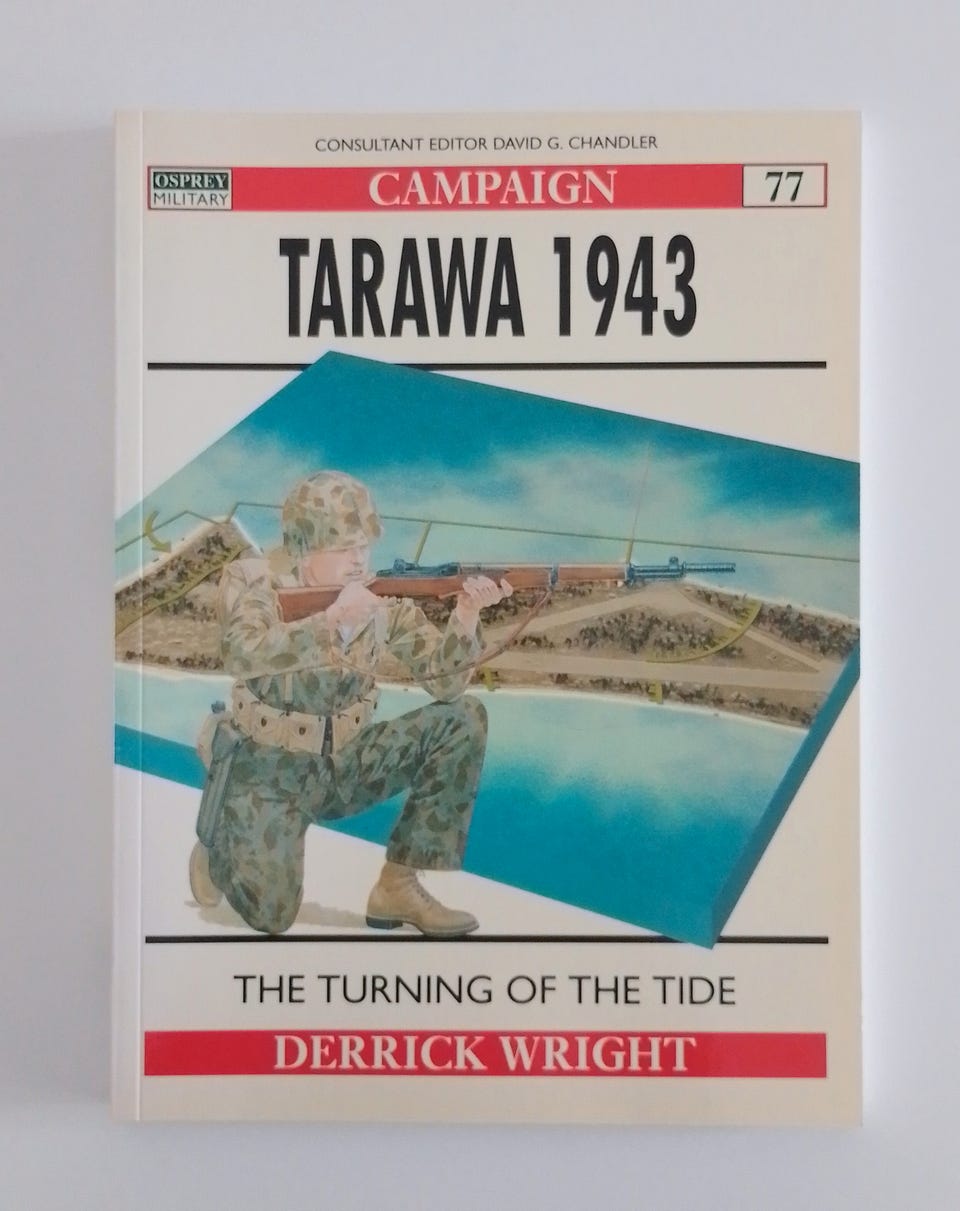 CONSULTANT EDITOR DAVID G. CHANDLER
OSPREY
MILITARY
CAMPAIGN
77
TARAWA 1943
THE TURNING OF THE TIDE
DERRICK WRIGHT